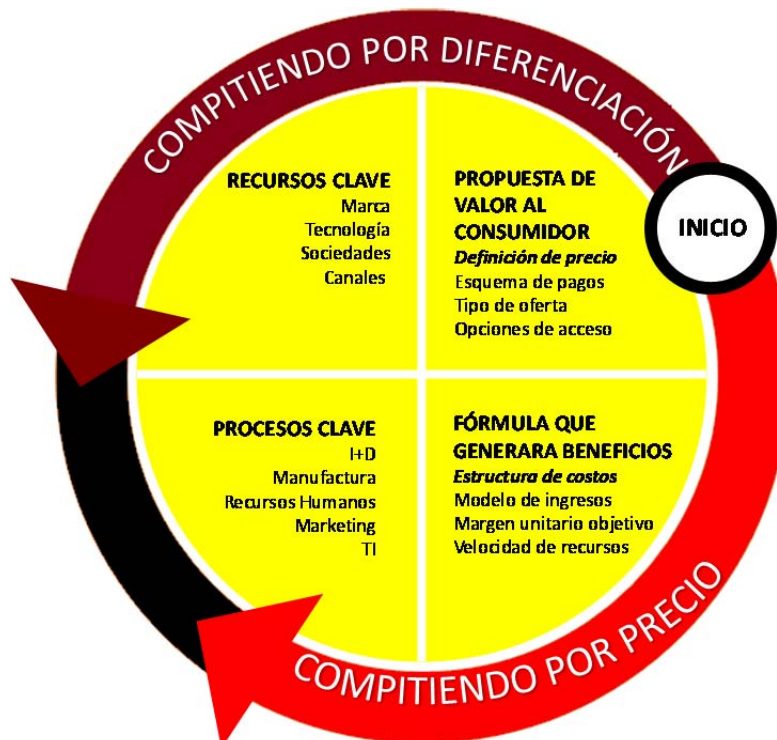 COMPITIENDO POR DIFERENCIACIÓN
INICIO
RECURSOS CLAVE
Marca
Tecnología
Sociedades
Canales
PROPUESTA DE
VALOR AL
CONSUMIDOR
Definición de precio
Esquema de pagos
Tipo de oferta
Opciones de acceso
PROCESOS CLAVE
I+D
Manufactura
Recursos Humanos
Marketing
TI
FÓRMULA QUE
GENERARA BENEFICIOS
Estructura de costos
Modelo de ingresos
Margen unitario objetivo
Velocidad de recursos
COMPITIENDO POR PRECIO